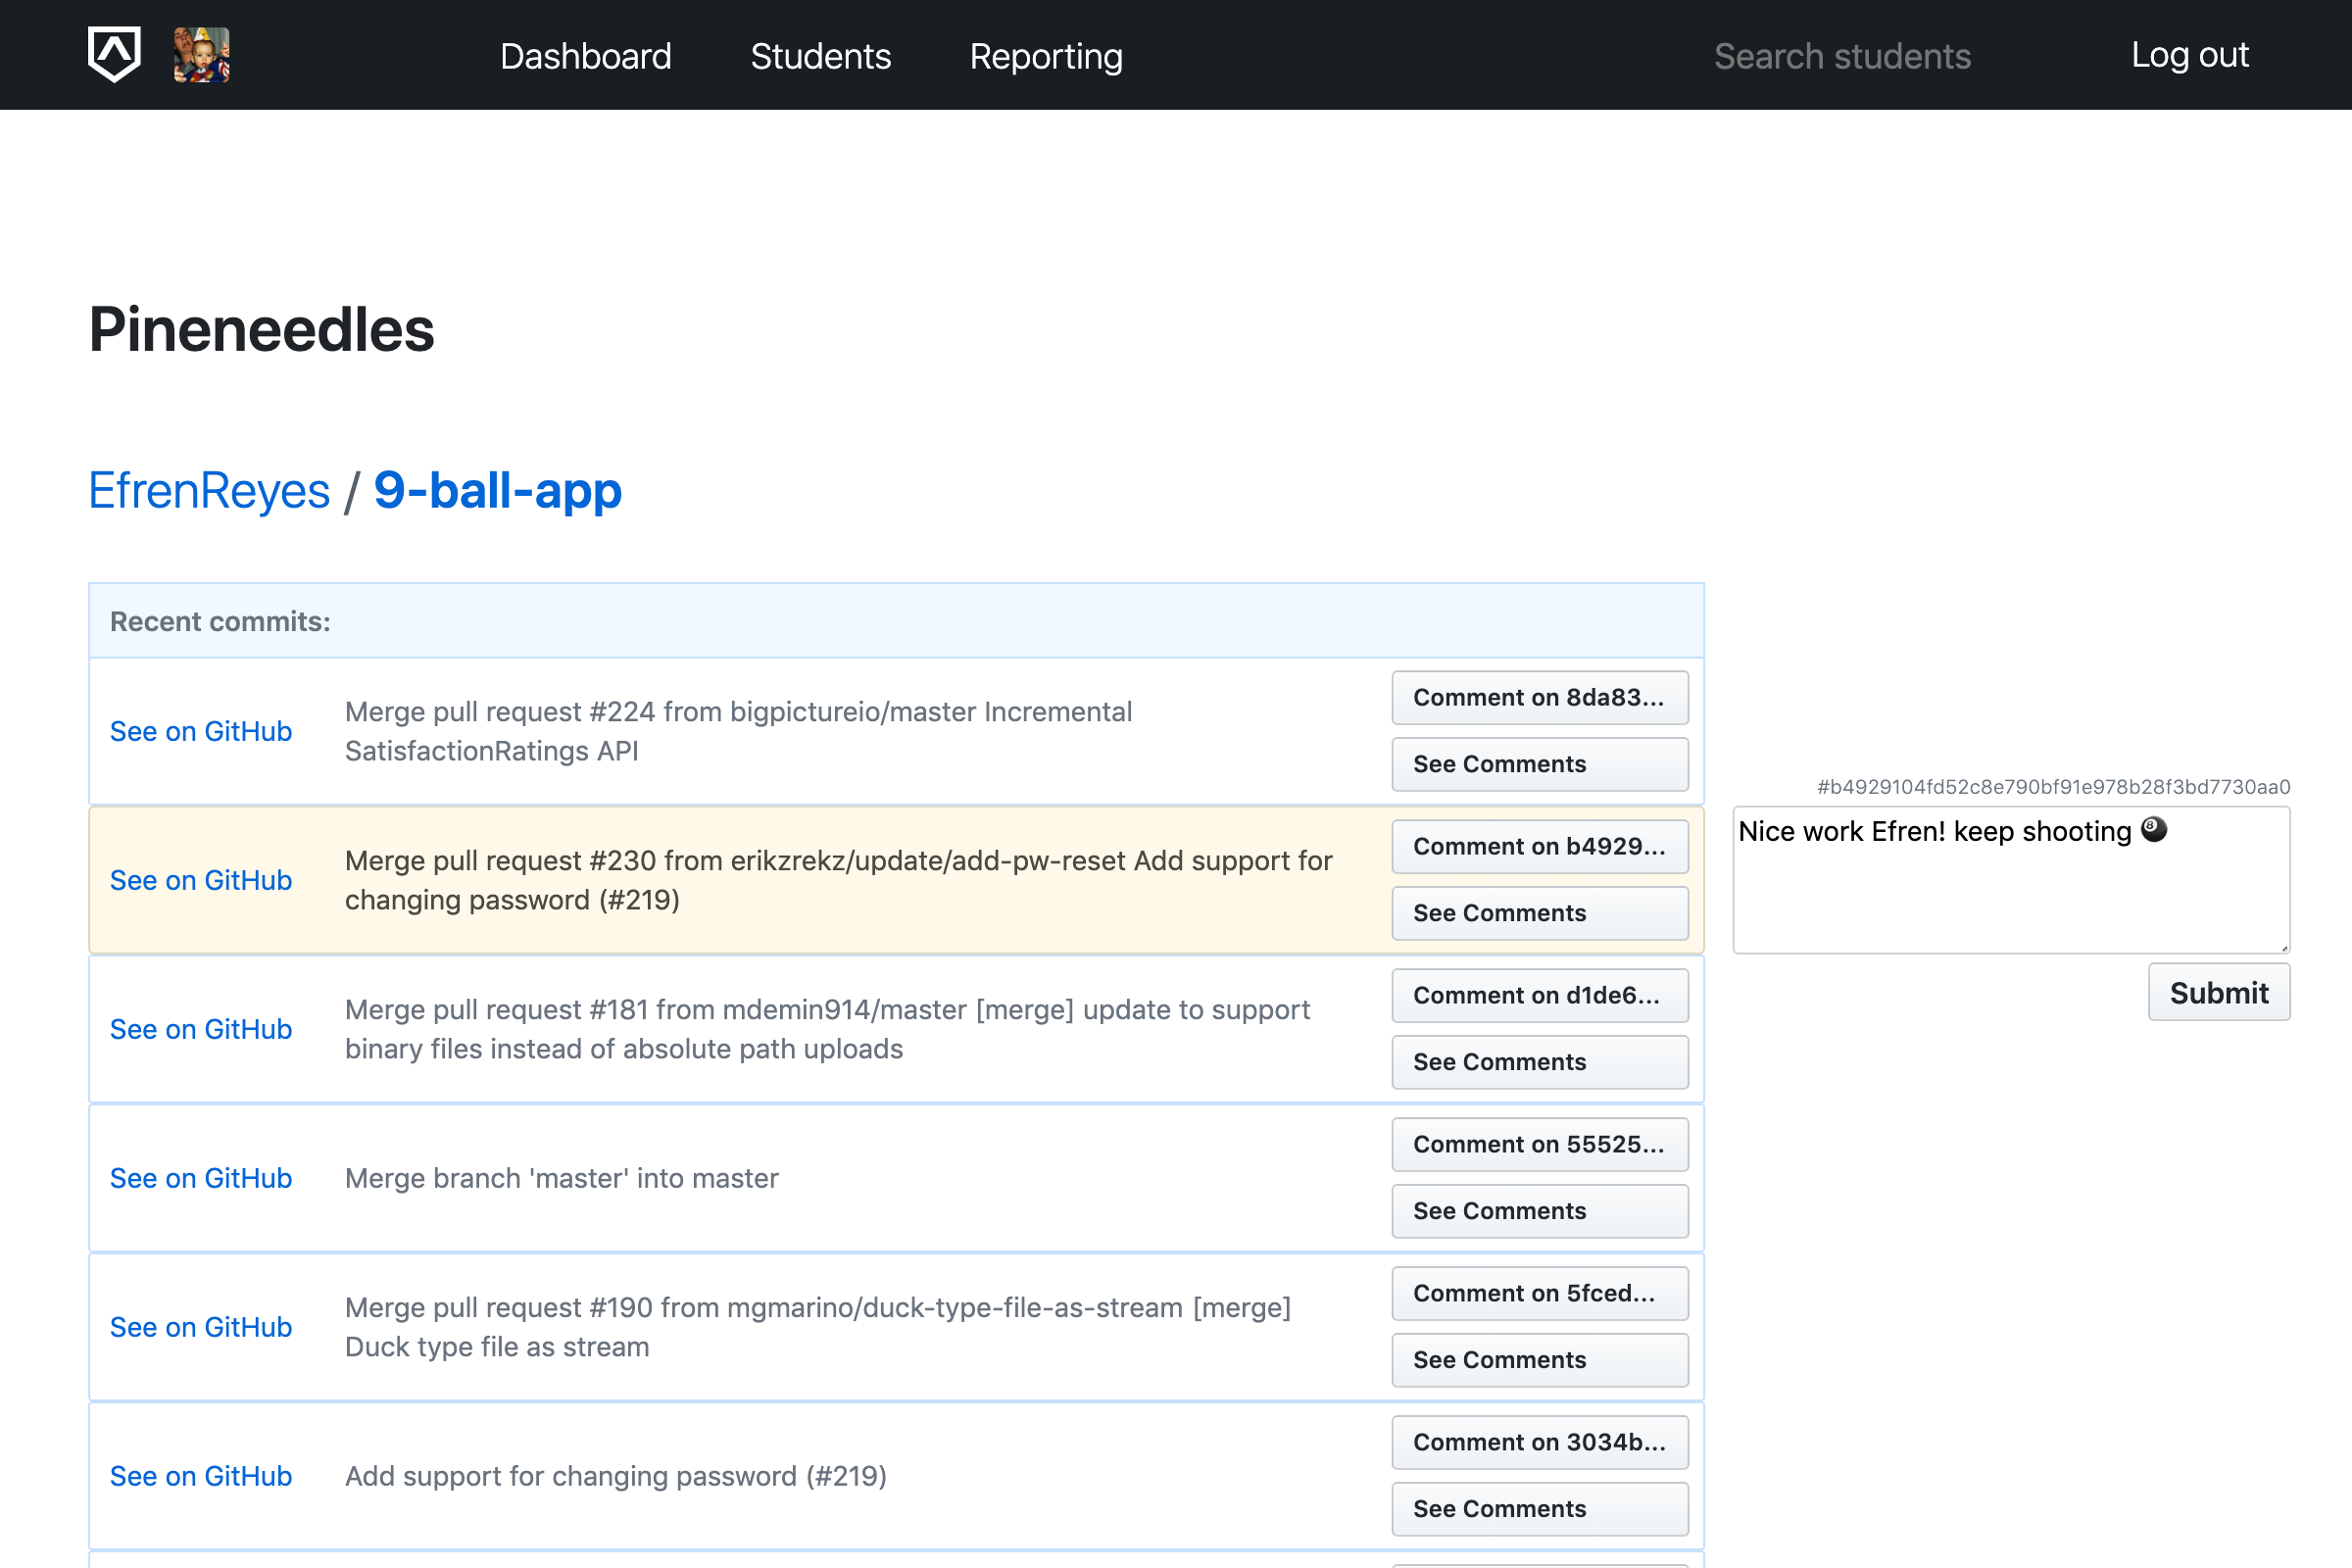 Dashboard Students Reporting Search students Log out
Pineneedles
EfrenReyes / 9-ball-app
Recent commits:
See on GitHub
Merge pull request #224 from bigpictureio/master Incremental
SatisfactionRatings API
Comment on 8da83...
See Comments
See on GitHub
Merge pull request #230 from erikzrekz/update/add-pw-reset Add support for
changing password (#219)
Comment on b4929...
See Comments
#b4929104fd52c8e790bf91e978b28f3bd7730aa0
Nice work Efren! keep shooting 🎱
Submit
See on GitHub
Merge pull request #181 from mdemin914/master [merge] update to support
binary files instead of absolute path uploads
Comment on d1de6...
See Comments
See on GitHub
Merge branch 'master' into master
Comment on 55525...
See Comments
See on GitHub
Merge pull request #190 from mgmarino/duck-type-file-as-stream [merge]
Duck type file as stream
Comment on 5fced...
See Comments
See on GitHub
Add support for changing password (#219)
Comment on 3034b...
See Comments